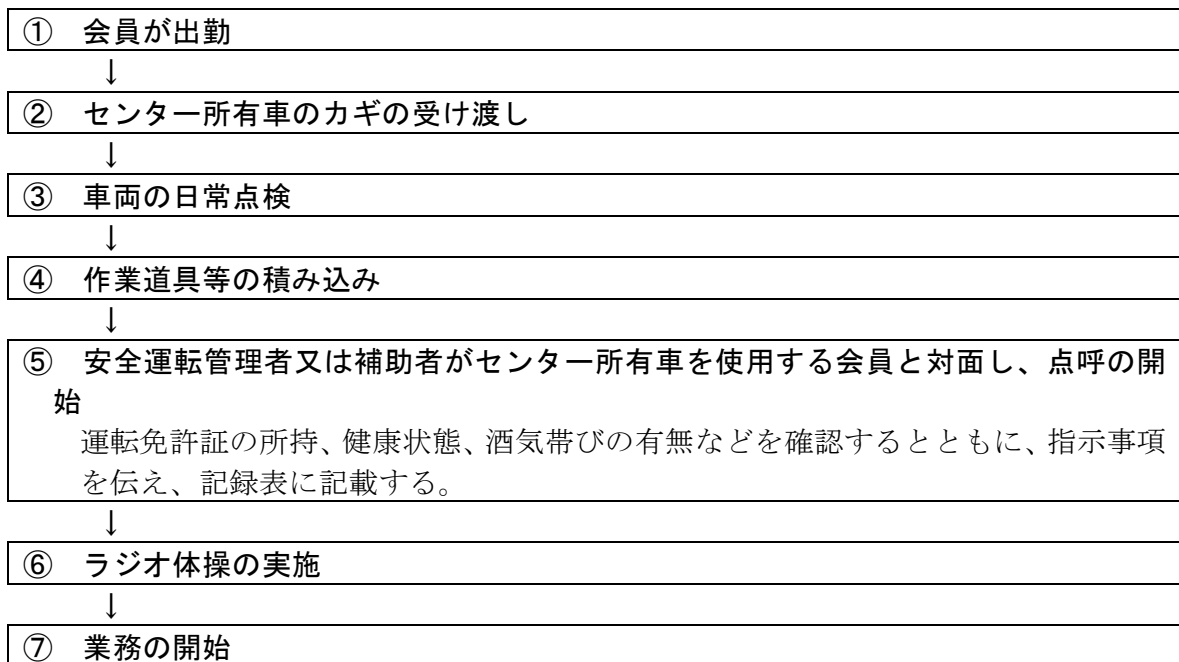 ① 会員が出勤
↓
② センター所有車のカギの受け渡し
↓
③ 車両の日常点検
↓
④ 作業道具等の積み込み
↓
⑤ 安全運転管理者又は補助者がセンター所有車を使用する会員と対面し、点呼の開
始
運転免許証の所持、健康状態、酒気帯びの有無などを確認するとともに、指示事項
を伝え、記録表に記載する。
↓
⑥ ラジオ体操の実施
↓
⑦ 業務の開始